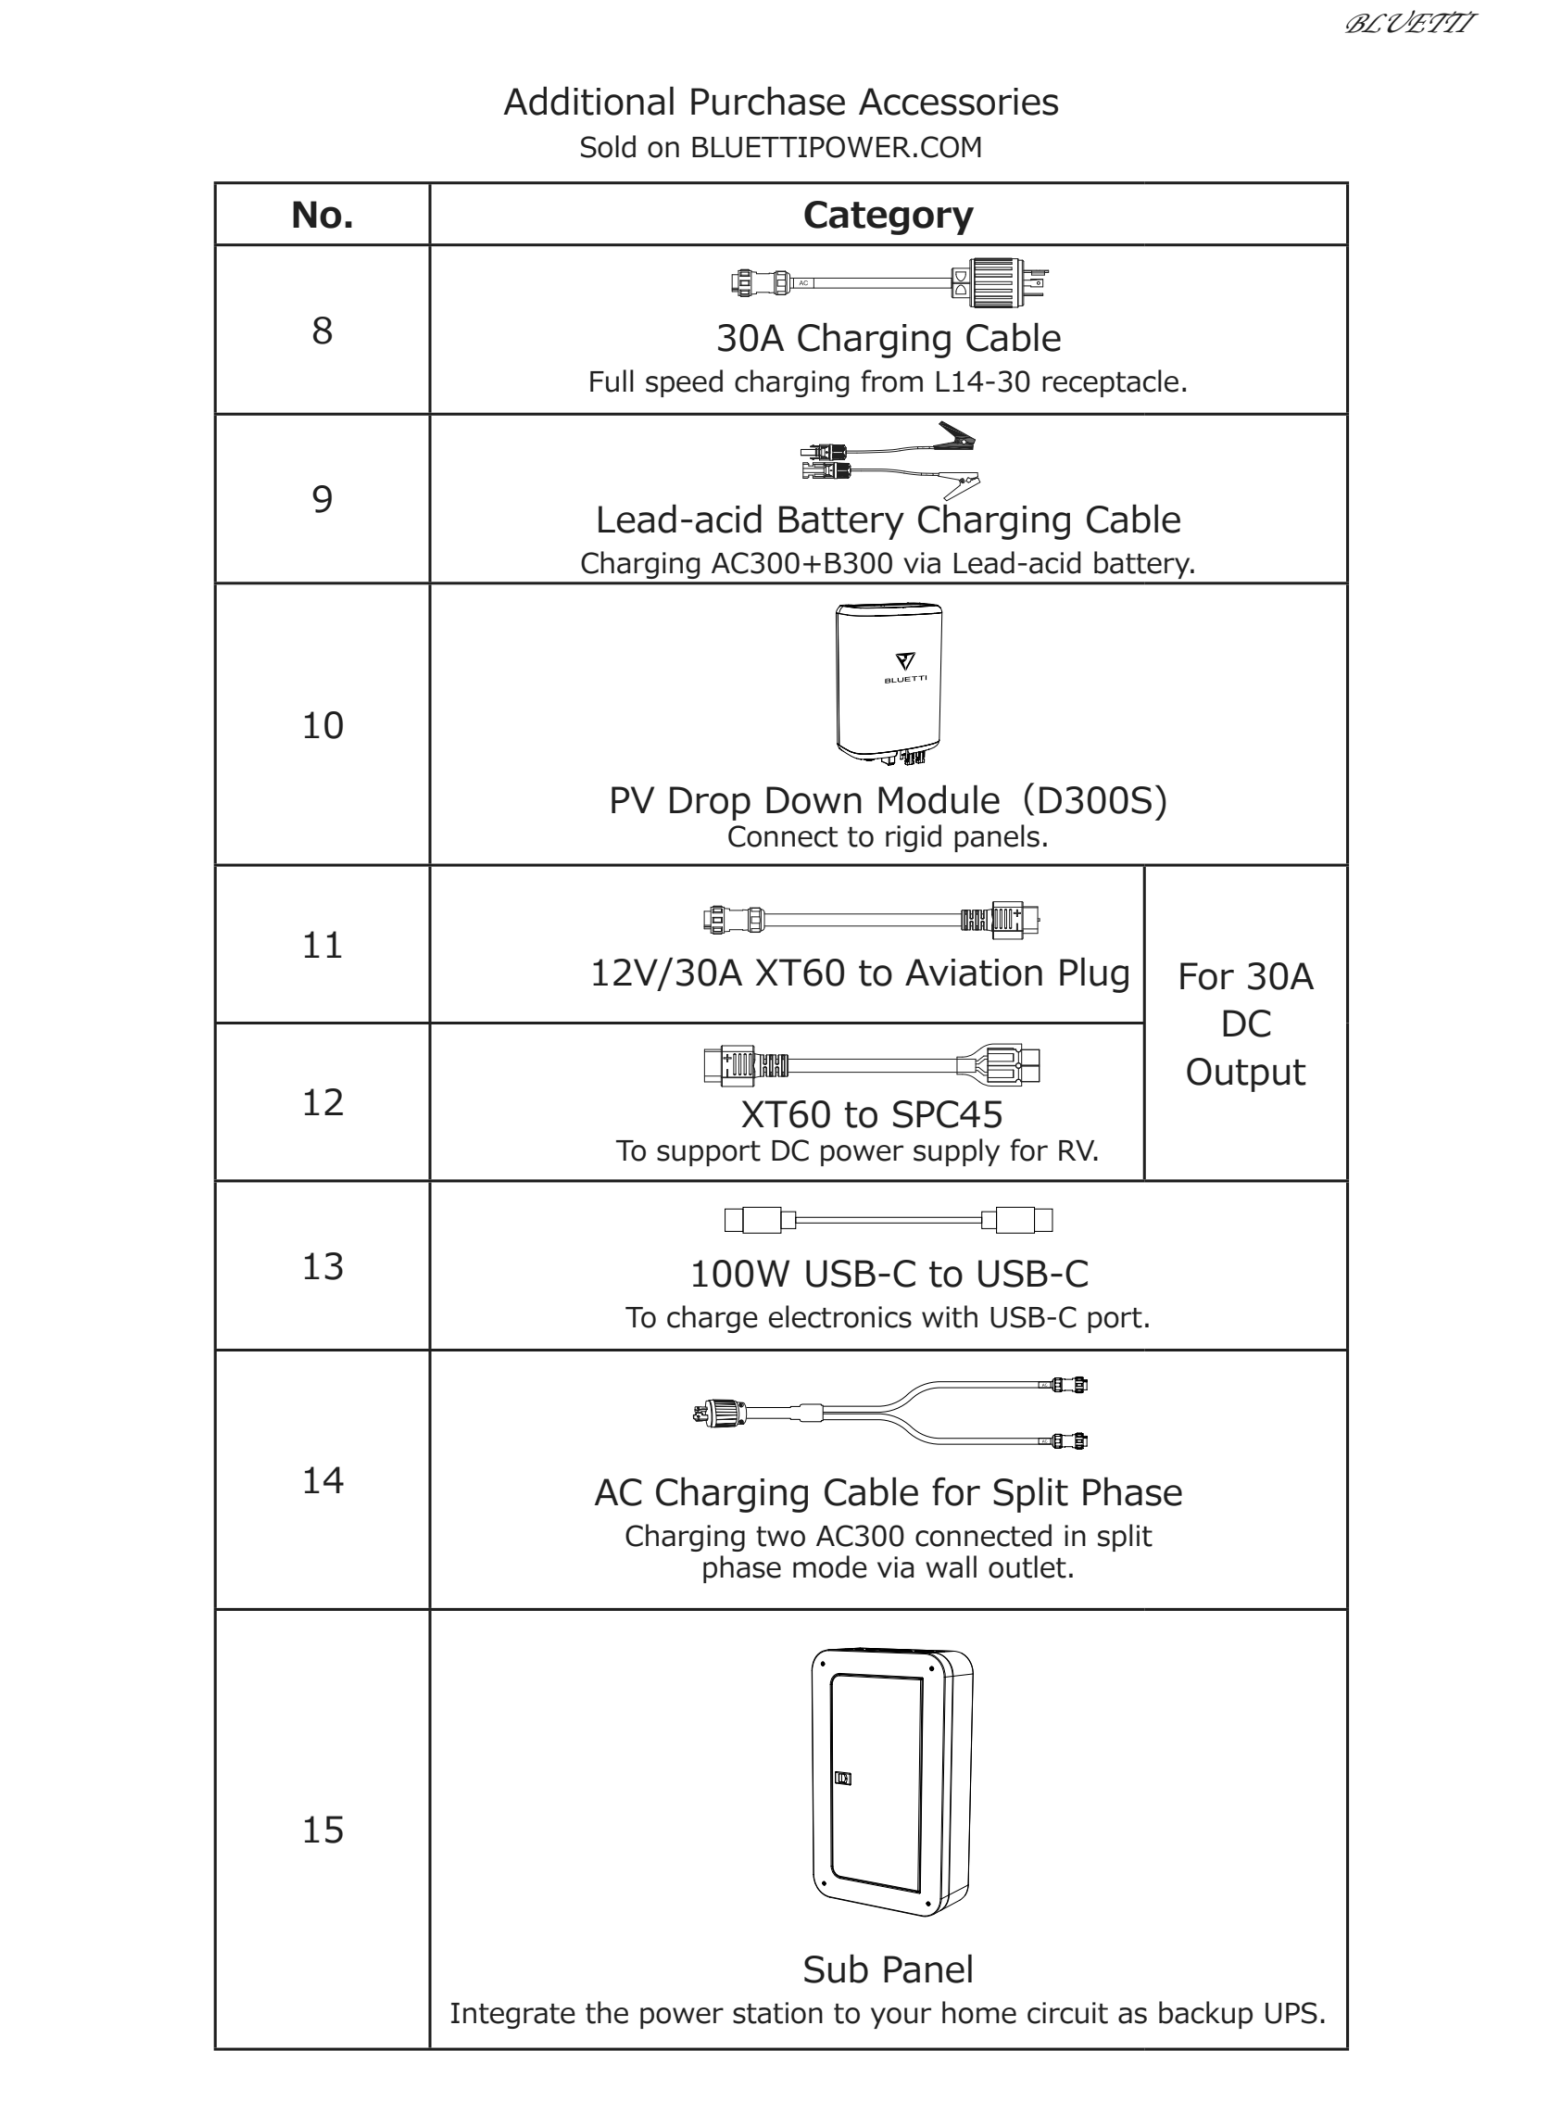 BLUETTI
Additional Purchase Accessories
Sold on BLUETTIPOWER.COM
No.
Category
8
AC
30A Charging Cable
Full speed charging from L14-30 receptacle.
9
Lead-acid Battery Charging Cable
Charging AC300+B300 via Lead-acid battery.
10
BLUETTI
PV Drop Down Module（D300S)
Connect to rigid panels.
11
+
-
12V/30A XT60 to Aviation Plug
For 30A
DC
Output
12
+
-
XT60 to SPC45
To support DC power supply for RV.
13
100W USB-C to USB-C
To charge electronics with USB-C port.
14
AC
AC
AC Charging Cable for Split Phase
Charging two AC300 connected in split
phase mode via wall outlet.
15
Sub Panel
Integrate the power station to your home circuit as backup UPS.